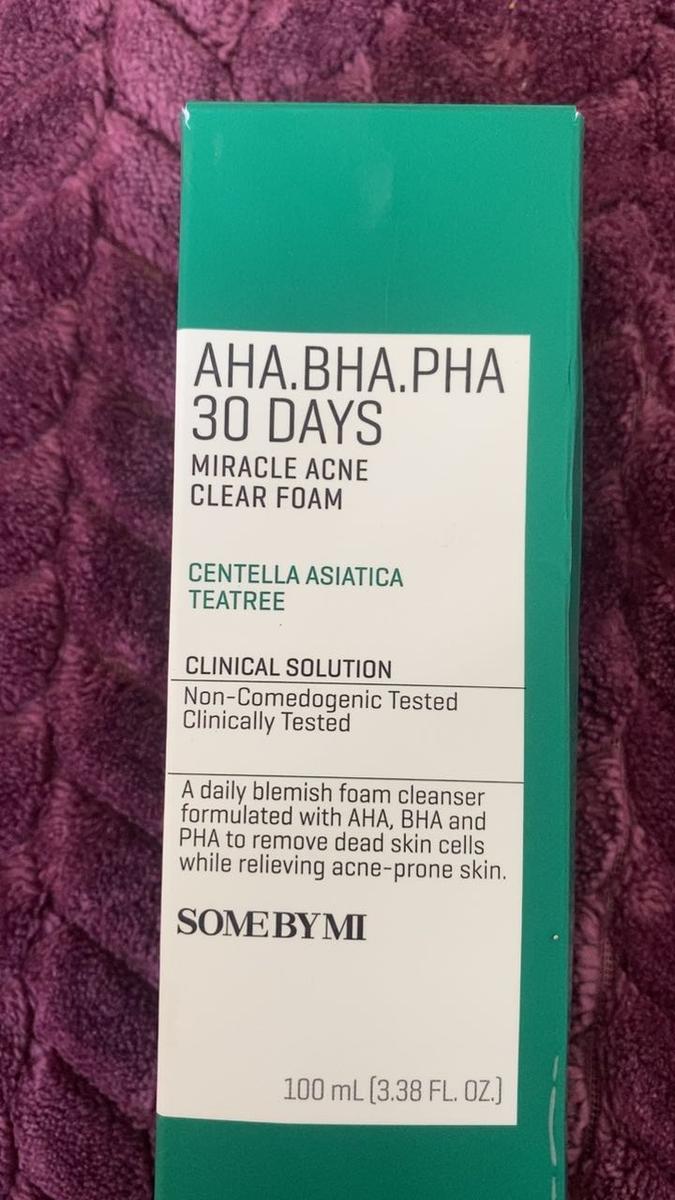 AHA.BHA.PHA
30 DAYS
MIRACLE ACNE
CLEAR FOAM
CENTELLA ASIATICA
TEATREE
CLINICAL SOLUTION
Non-Comedogenic Tested
Clinically Tested
A daily blemish foam cleanser
formulated with AHA, BHA and
PHA to remove dead skin cells
while relieving acne-prone skin.
SOME BY MI
100 mL (3.38 FL. OZ.)